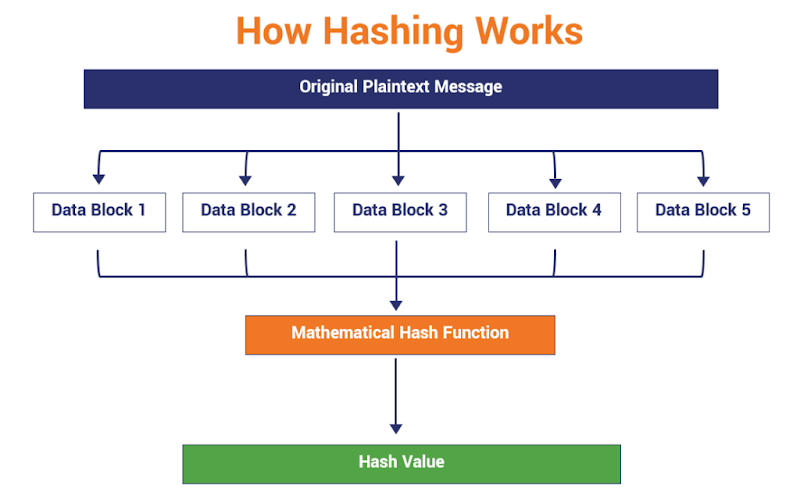 How Hashing Works
Original Plaintext Message
Data Block 1
Data Block 2
Data Block 3
Data Block 4
Data Block 5
Mathematical Hash Function
Hash Value